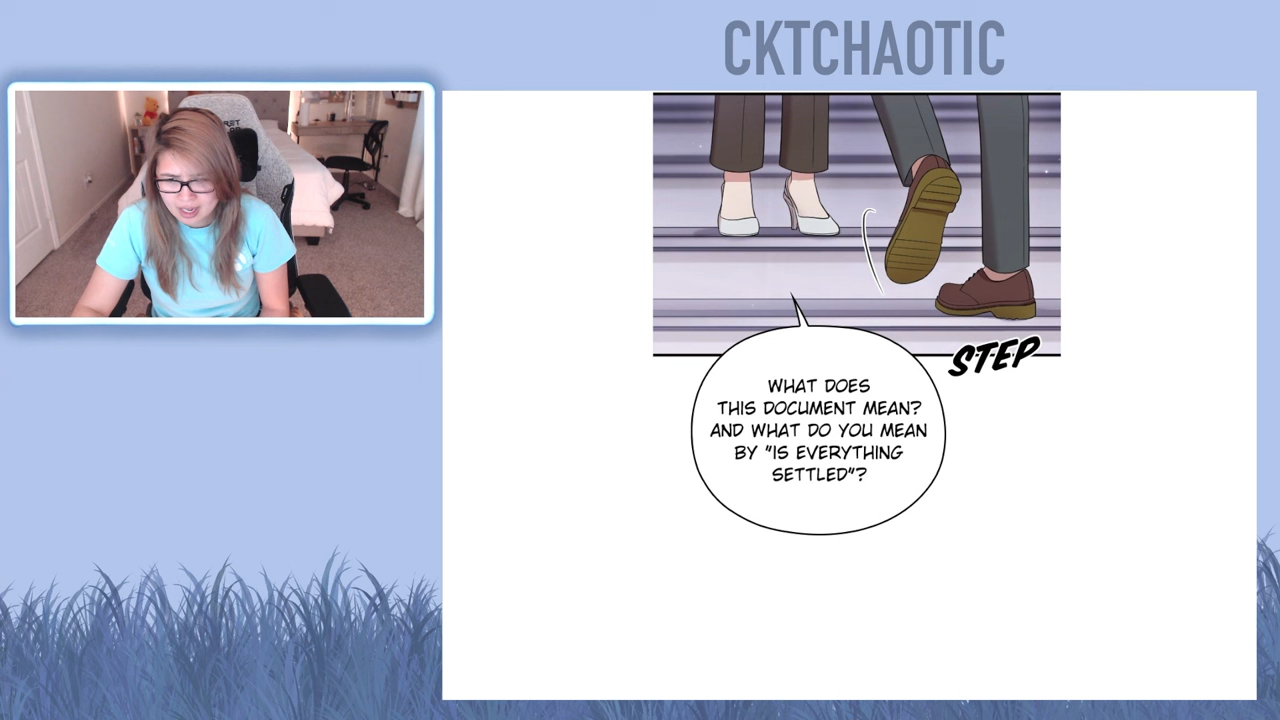 CKTCHAOTIC
STEP
WHAT DOES
THIS DOCUMENT MEAN?
AND WHAT DO YOU MEAN
BY "IS EVERYTHING
SETTLED"?